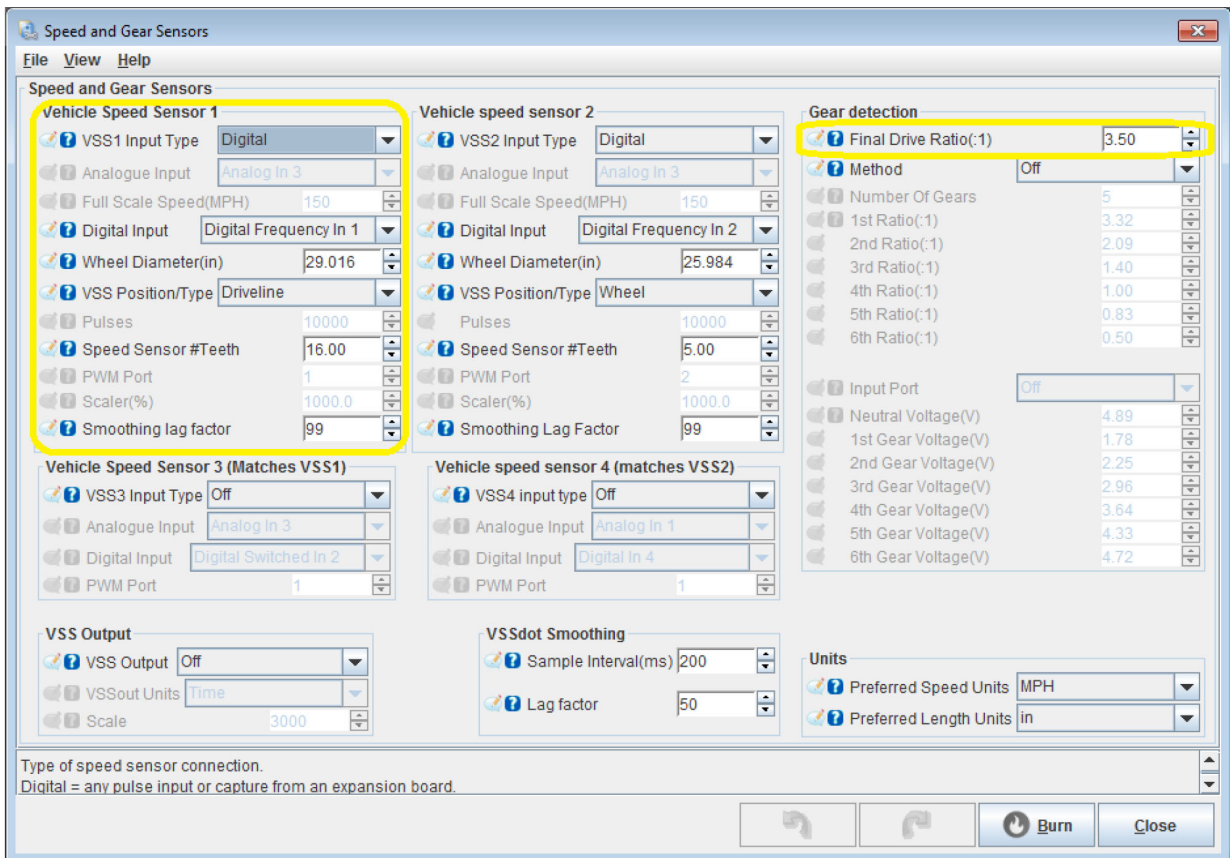 Speed and Gear Sensors
File View Help
Speed and Gear Sensors
Vehicle Speed Sensor 1
VSS1 Input Type Digital
Analogue Input Analog In 3
Full Scale Speed(MPH) 150
Digital Input Digital Frequency In 1
Wheel Diameter(in) 29.016
VSS Position/Type Driveline
Pulses 10000
Speed Sensor #Teeth 16.00
PWM Port 1
Scaler(%) 1000.0
Smoothing lag factor 99
Vehicle speed sensor 2
VSS2 Input Type Digital
Analogue Input Analog In 3
Full Scale Speed(MPH) 150
Digital Input Digital Frequency In 2
Wheel Diameter(in) 25.984
VSS Position/Type Wheel
Pulses 10000
Speed Sensor #Teeth 5.00
PWM Port 2
Scaler(%) 1000.0
Smoothing Lag Factor 99
Gear detection
Final Drive Ratio(:1) 3.50
Method Off
Number Of Gears 5
1st Ratio(:1) 3.32
2nd Ratio(:1) 2.09
3rd Ratio(:1) 1.40
4th Ratio(:1) 1.00
5th Ratio(:1) 0.83
6th Ratio(:1) 0.50
Input Port Off
Neutral Voltage(V) 4.89
1st Gear Voltage(V) 1.78
2nd Gear Voltage(V) 2.25
3rd Gear Voltage(V) 2.96
4th Gear Voltage(V) 3.64
5th Gear Voltage(V) 4.33
6th Gear Voltage(V) 4.72
Vehicle Speed Sensor 3 (Matches VSS1)
VSS3 Input Type Off
Analogue Input Analog In 3
Digital Input Digital Switched In 2
PWM Port 1
Vehicle speed sensor 4 (matches VSS2)
VSS4 input type Off
Analogue Input Analog In 1
Digital Input Digital In 4
PWM Port 1
VSS Output
VSS Output Off
VSSout Units Time
Scale 3000
VSSdot Smoothing
Sample Interval(ms) 200
Lag factor 50
Units
Preferred Speed Units MPH
Preferred Length Units in
Type of speed sensor connection.
Digital = any pulse input or capture from an expansion board.
Burn Close